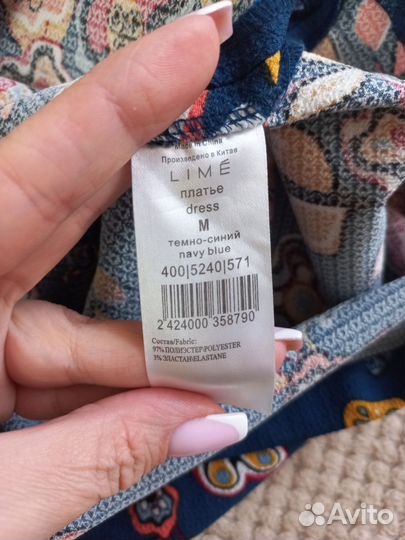 Made in China
Произведено в Китае
LIMÉ
платье
dress
M
темно-синий
navy blue
400|5240|571
2 424000 358790
Состав/Fabric:
97% ПОЛИЭСТЕР/POLYESTER
3% ЭЛАСТАН/ELASTANE
Avito